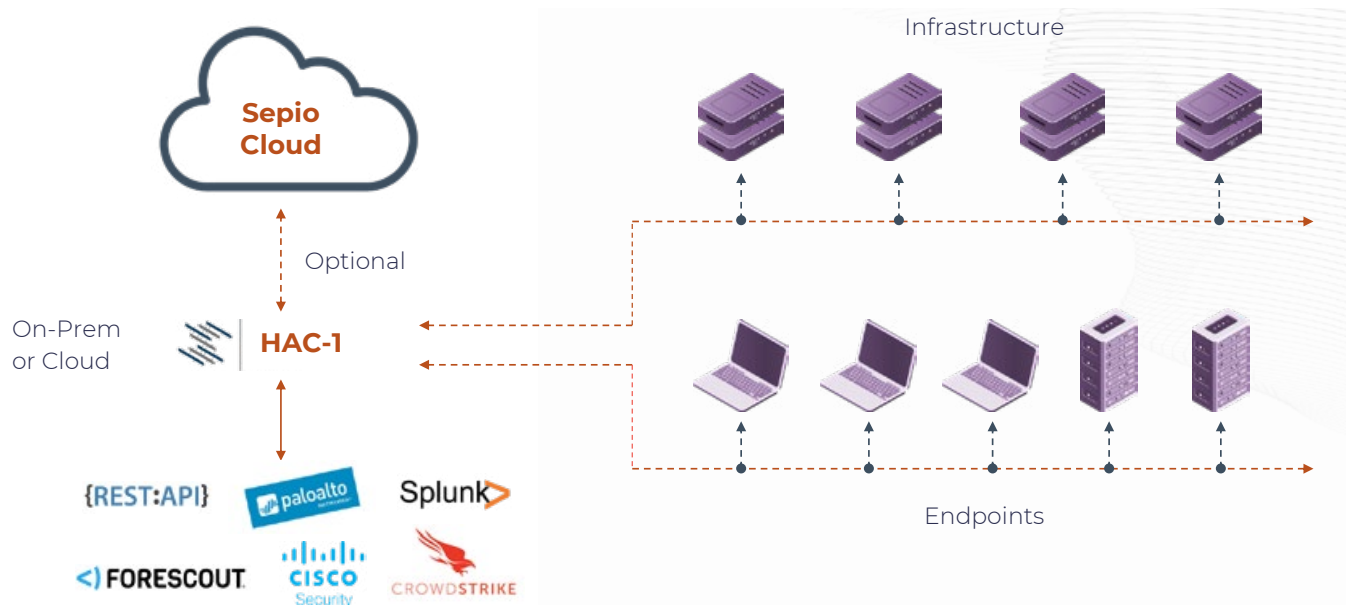 Infrastructure
Sepio
Cloud
Optional
On-Prem
or Cloud
HAC-1
{REST:API}
paloalto
Splunk>
FORESCOUT
CISCO
Security
CROWDSTRIKE
Endpoints